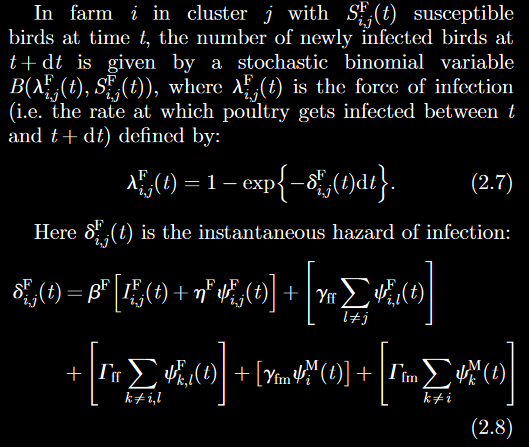 In farm i in cluster j with S^F_{i,j}(t) susceptible
birds at time t, the number of newly infected birds at
t + dt is given by a stochastic binomial variable
B(λ^F_{i,j}(t), S^F_{i,j}(t)), where λ^F_{i,j}(t) is the force of infection
(i.e. the rate at which poultry gets infected between t
and t + dt) defined by:
λ^F_{i,j}(t) = 1 − exp{−δ^F_{i,j}(t)dt}. (2.7)
Here δ^F_{i,j}(t) is the instantaneous hazard of infection:
δ^F_{i,j}(t) = β^F [I^F_{i,j}(t) + η^F ψ^F_{i,j}(t)] + [γ_ff ∑_{l≠j} ψ^F_{i,l}(t)]
+ [Γ_ff ∑_{k≠i,l} ψ^F_{k,l}(t)] + [γ_fm ψ^M_i(t)] + [Γ_fm ∑_{k≠i} ψ^M_k(t)]
(2.8)